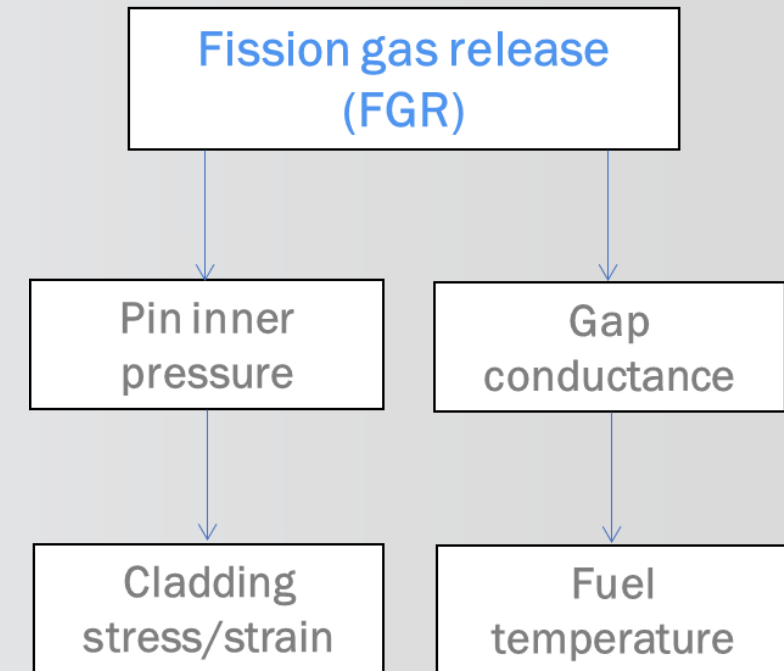 Fission gas release
(FGR)
Pin inner
pressure
Gap
conductance
Cladding
stress/strain
Fuel
temperature